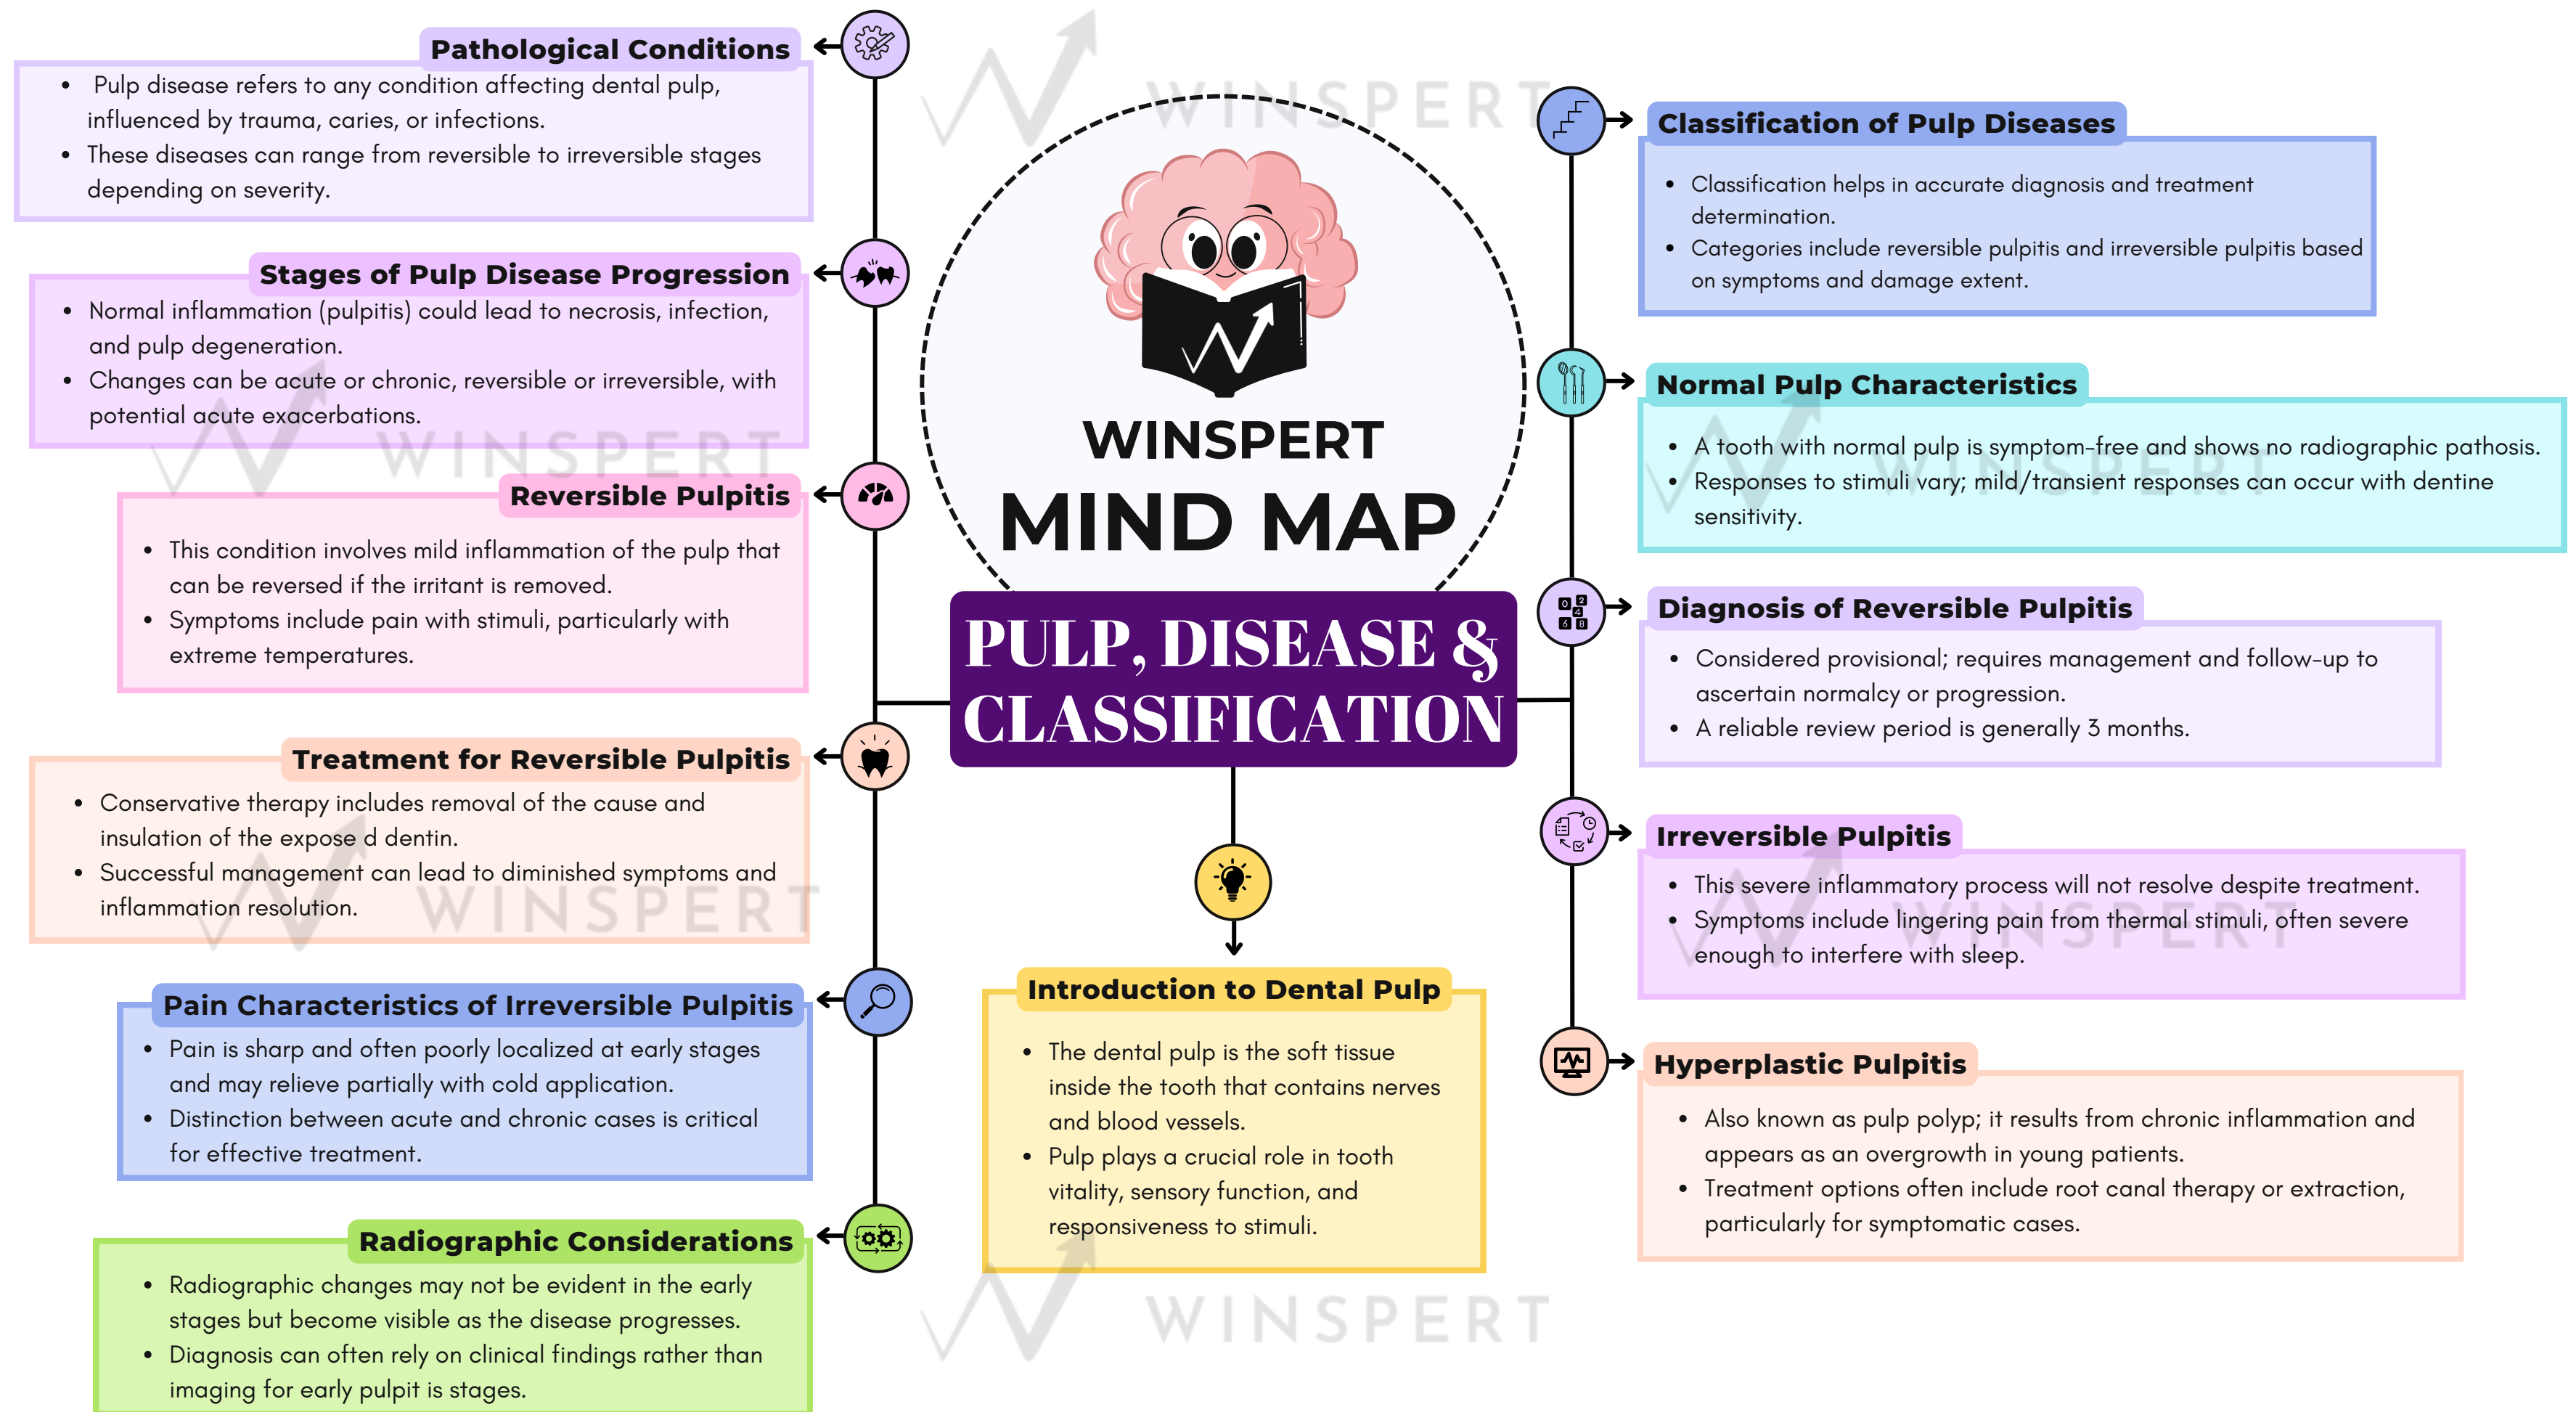 Pathological Conditions
• Pulp disease refers to any condition affecting dental pulp,
influenced by trauma, caries, or infections.
• These diseases can range from reversible to irreversible stages
depending on severity.
Stages of Pulp Disease Progression
• Normal inflammation (pulpitis) could lead to necrosis, infection,
and pulp degeneration.
• Changes can be acute or chronic, reversible or irreversible, with
potential acute exacerbations.
Reversible Pulpitis
• This condition involves mild inflammation of the pulp that
can be reversed if the irritant is removed.
• Symptoms include pain with stimuli, particularly with
extreme temperatures.
Treatment for Reversible Pulpitis
• Conservative therapy includes removal of the cause and
insulation of the expose d dentin.
• Successful management can lead to diminished symptoms and
inflammation resolution.
Pain Characteristics of Irreversible Pulpitis
• Pain is sharp and often poorly localized at early stages
and may relieve partially with cold application.
• Distinction between acute and chronic cases is critical
for effective treatment.
Radiographic Considerations
• Radiographic changes may not be evident in the early
stages but become visible as the disease progresses.
• Diagnosis can often rely on clinical findings rather than
imaging for early pulpit is stages.
WINSPERT
WINSPERT
MIND MAP
PULP, DISEASE &
CLASSIFICATION
Introduction to Dental Pulp
• The dental pulp is the soft tissue
inside the tooth that contains nerves
and blood vessels.
• Pulp plays a crucial role in tooth
vitality, sensory function, and
responsiveness to stimuli.
WINSPERT
Classification of Pulp Diseases
• Classification helps in accurate diagnosis and treatment
determination.
• Categories include reversible pulpitis and irreversible pulpitis based
on symptoms and damage extent.
Normal Pulp Characteristics
• A tooth with normal pulp is symptom-free and shows no radiographic pathosis.
• Responses to stimuli vary; mild/transient responses can occur with dentine
sensitivity.
0 2
4
6 8
Diagnosis of Reversible Pulpitis
• Considered provisional; requires management and follow-up to
ascertain normalcy or progression.
• A reliable review period is generally 3 months.
Irreversible Pulpitis
• This severe inflammatory process will not resolve despite treatment.
• Symptoms include lingering pain from thermal stimuli, often severe
enough to interfere with sleep.
Hyperplastic Pulpitis
• Also known as pulp polyp; it results from chronic inflammation and
appears as an overgrowth in young patients.
• Treatment options often include root canal therapy or extraction,
particularly for symptomatic cases.
WINSPERT
WINSPERT
WINSPERT
WINSPERT